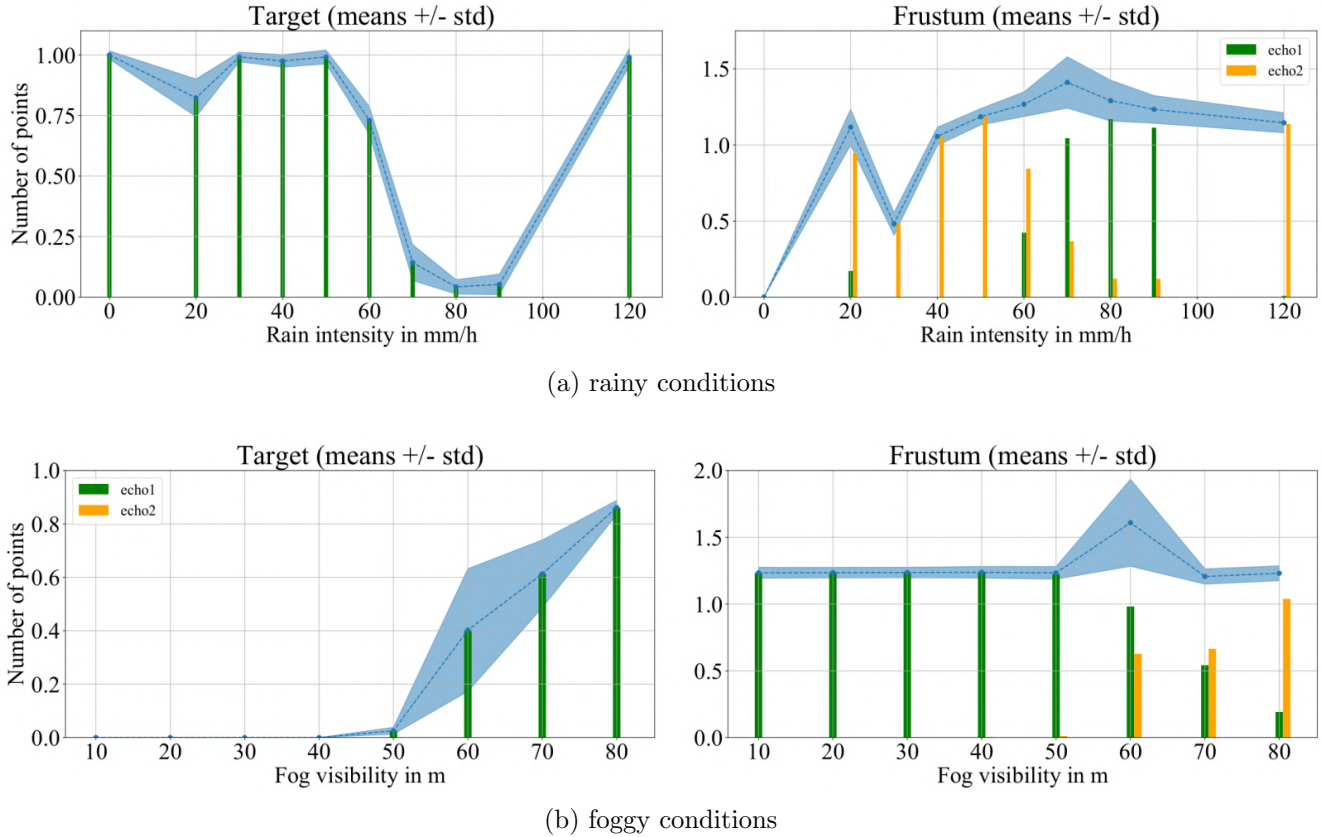 Target (means +/- std)
Number of points
1.00
0.75
0.50
0.25
0.00
0 20 40 60 80 100 120
Rain intensity in mm/h
Frustum (means +/- std)
echo1
echo2
1.5
1.0
0.5
0.0
0 20 40 60 80 100 120
Rain intensity in mm/h
(a) rainy conditions
Target (means +/- std)
echo1
echo2
Number of points
1.0
0.8
0.6
0.4
0.2
0.0
10 20 30 40 50 60 70 80
Fog visibility in m
Frustum (means +/- std)
2.0
1.5
1.0
0.5
0.0
10 20 30 40 50 60 70 80
Fog visibility in m
(b) foggy conditions